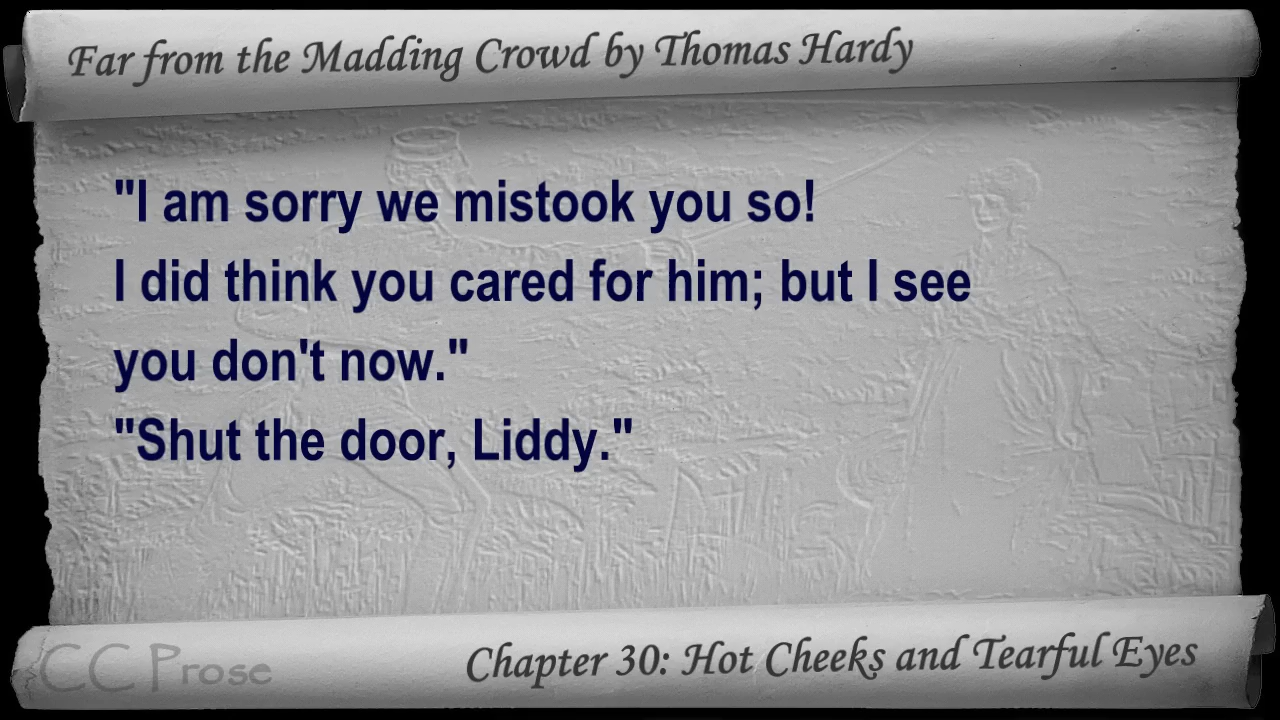 Far from the Madding Crowd by Thomas Hardy
"I am sorry we mistook you so!
I did think you cared for him; but I see
you don't now."
"Shut the door, Liddy."
CC Prose
Chapter 30: Hot Cheeks and Tearful Eyes